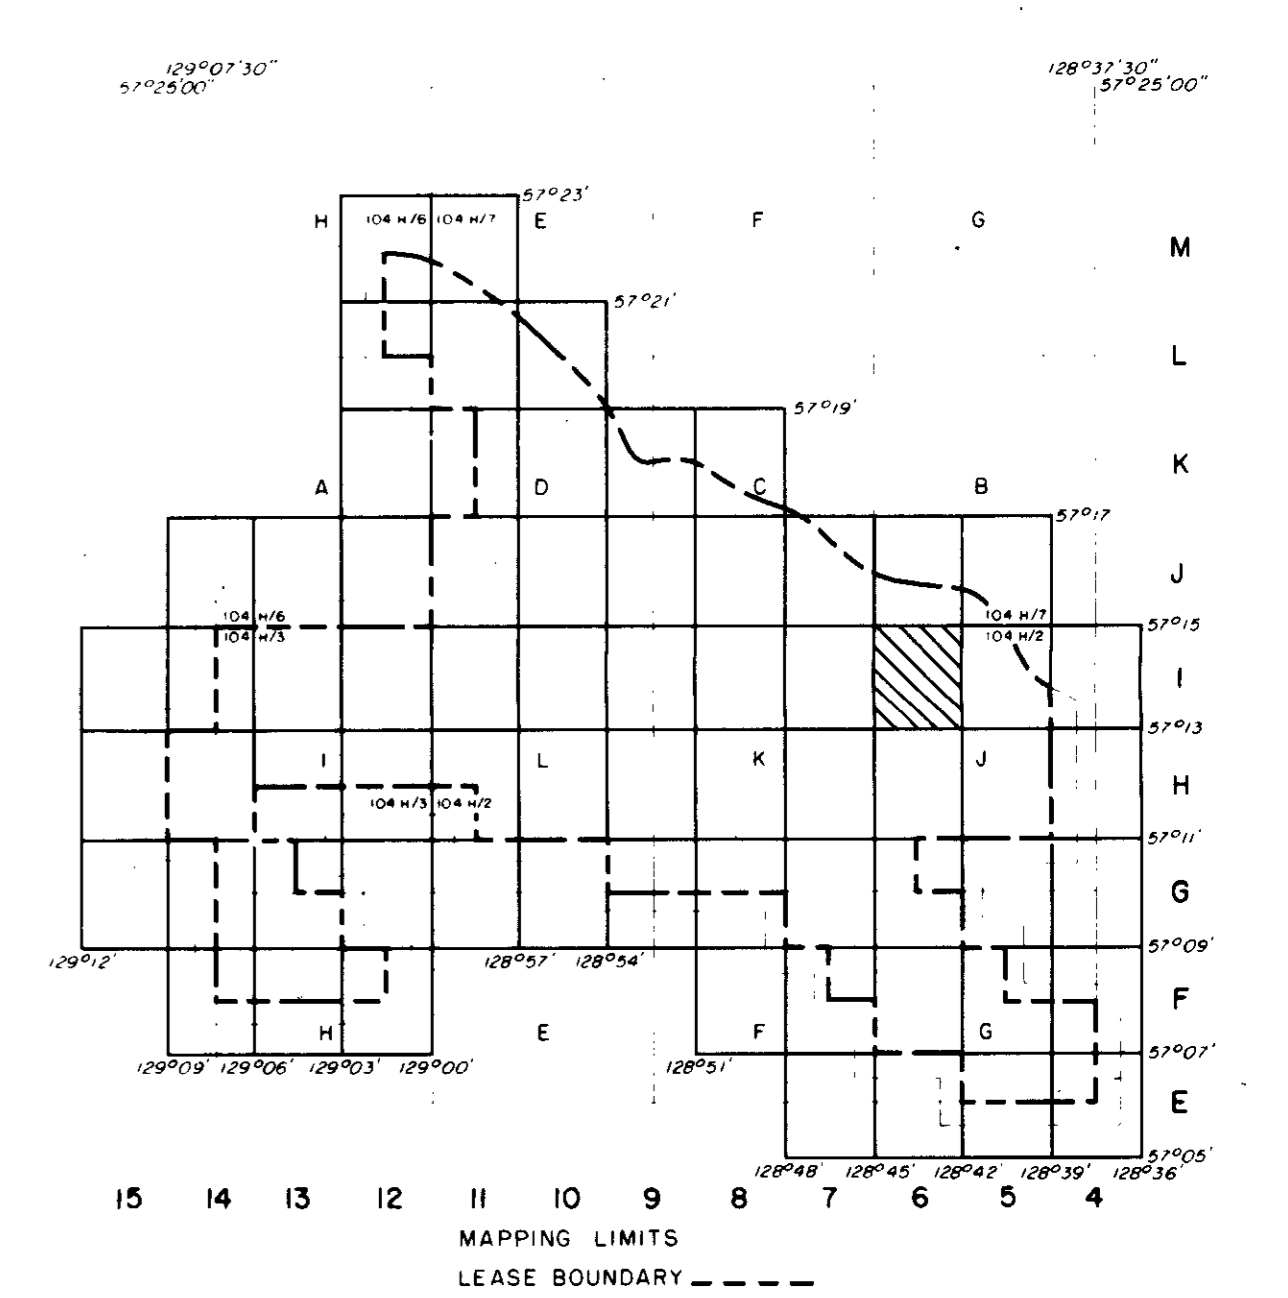 129°07'30"
128°37'30"
57°25'00"
57°25'00"
57°23'
H
104 H/6
104 H/7
E
F
G
M
57°21'
L
57°19'
K
A
D
C
B
57°17'
J
104 H/6
104 H/3
104 H/7
104 H/2
57°15'
I
57°13'
I
L
K
J
H
104 H/3
104 H/2
57°11'
G
57°09'
129°12'
128°57'
128°54'
F
H
E
F
G
57°07'
129°09'
129°06'
129°03'
129°00'
128°51'
E
57°05'
128°48'
128°45'
128°42'
128°39'
128°36'
15 14 13 12 11 10 9 8 7 6 5 4
MAPPING LIMITS
LEASE BOUNDARY